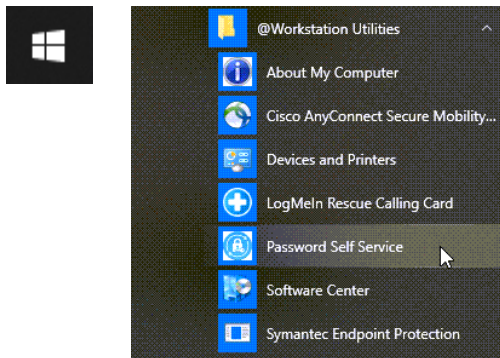 @Workstation Utilities
About My Computer
Cisco AnyConnect Secure Mobility...
Devices and Printers
LogMeIn Rescue Calling Card
Password Self Service
Software Center
Symantec Endpoint Protection